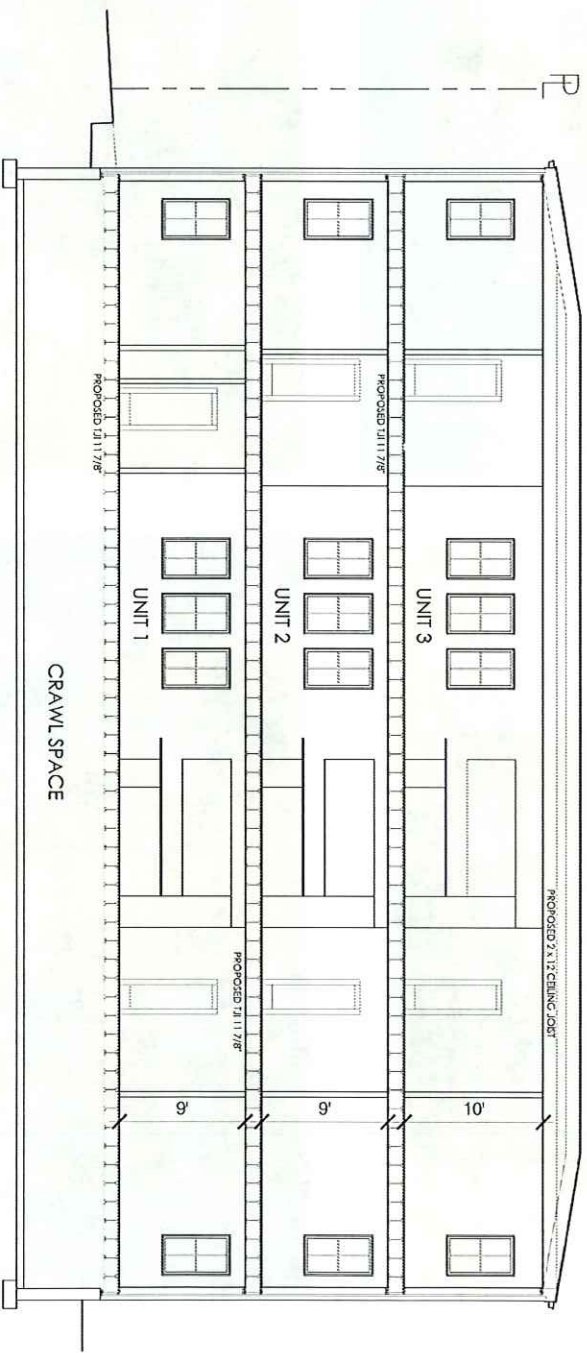 PL
PROPOSED 2 x 12 CEILING JOIST
10'
UNIT 3
PROPOSED TJI 11 7/8"
9'
UNIT 2
PROPOSED TJI 11 7/8"
9'
UNIT 1
PROPOSED TJI 11 7/8"
CRAWL SPACE